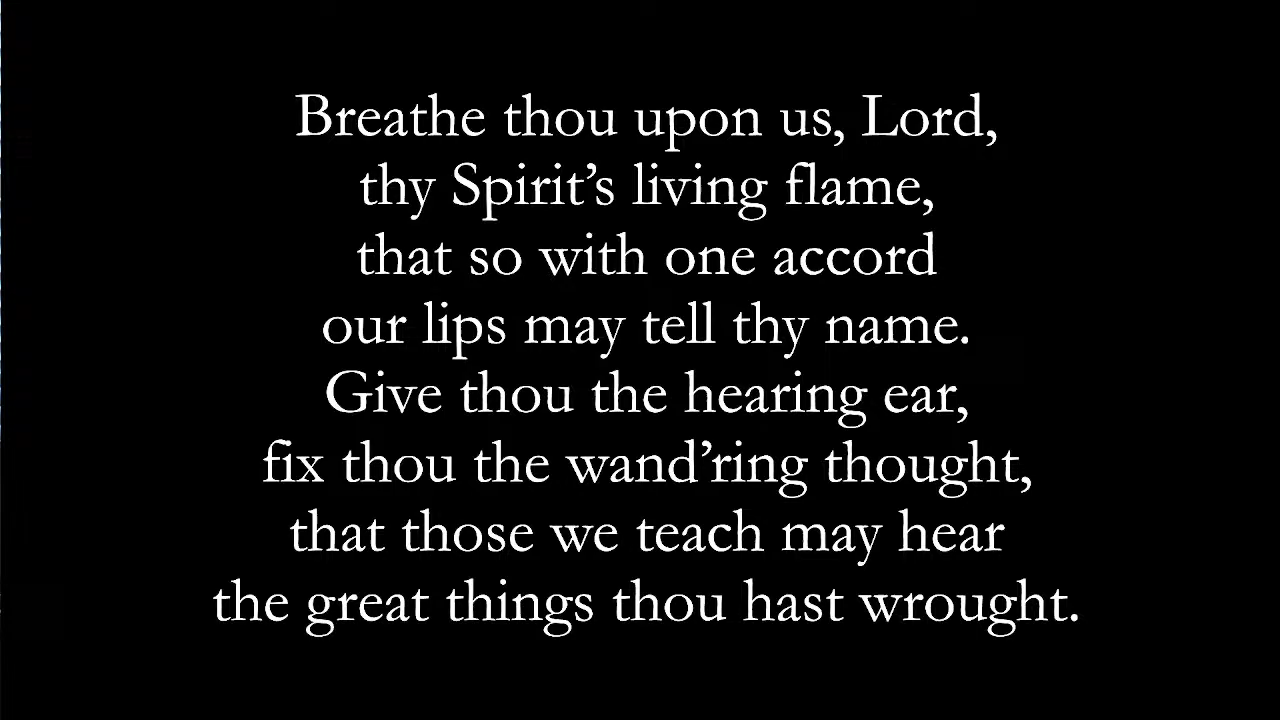 Breathe thou upon us, Lord,
thy Spirit’s living flame,
that so with one accord
our lips may tell thy name.
Give thou the hearing ear,
fix thou the wand’ring thought,
that those we teach may hear
the great things thou hast wrought.